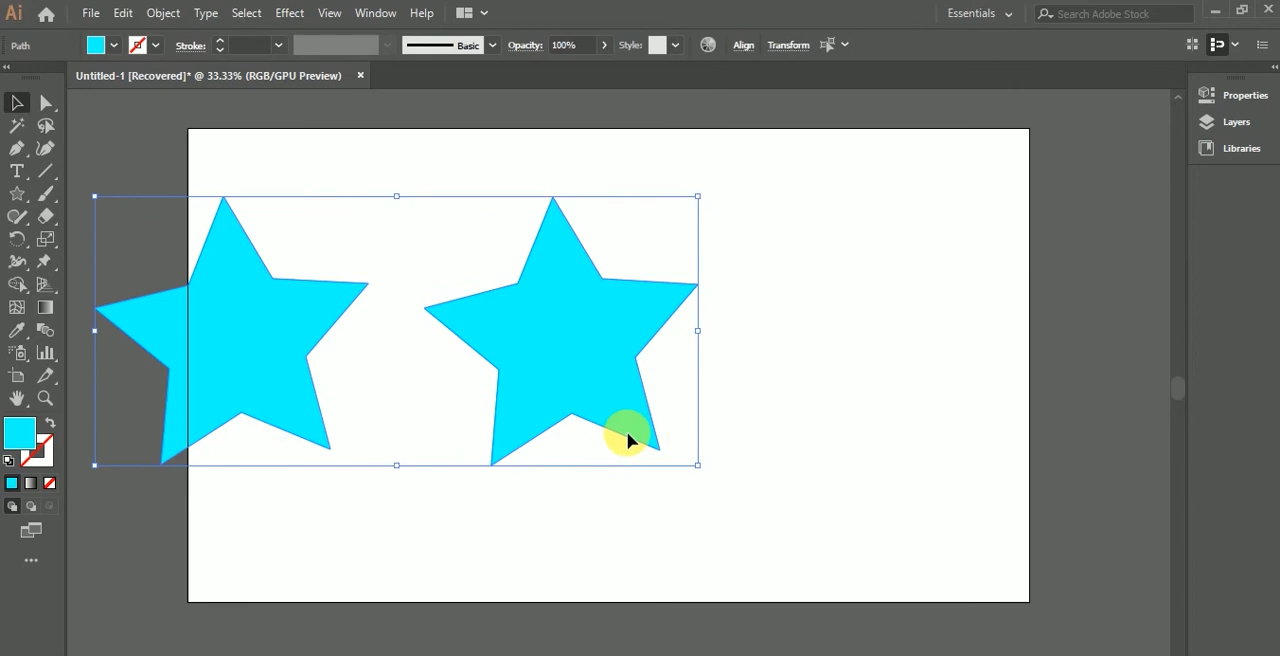 Ai File Edit Object Type Select Effect View Window Help Essentials Search Adobe Stock
Path Stroke: Basic Opacity: 100% Style: Align Transform
Untitled-1 [Recovered]* @ 33.33% (RGB/GPU Preview)
Properties
Layers
Libraries